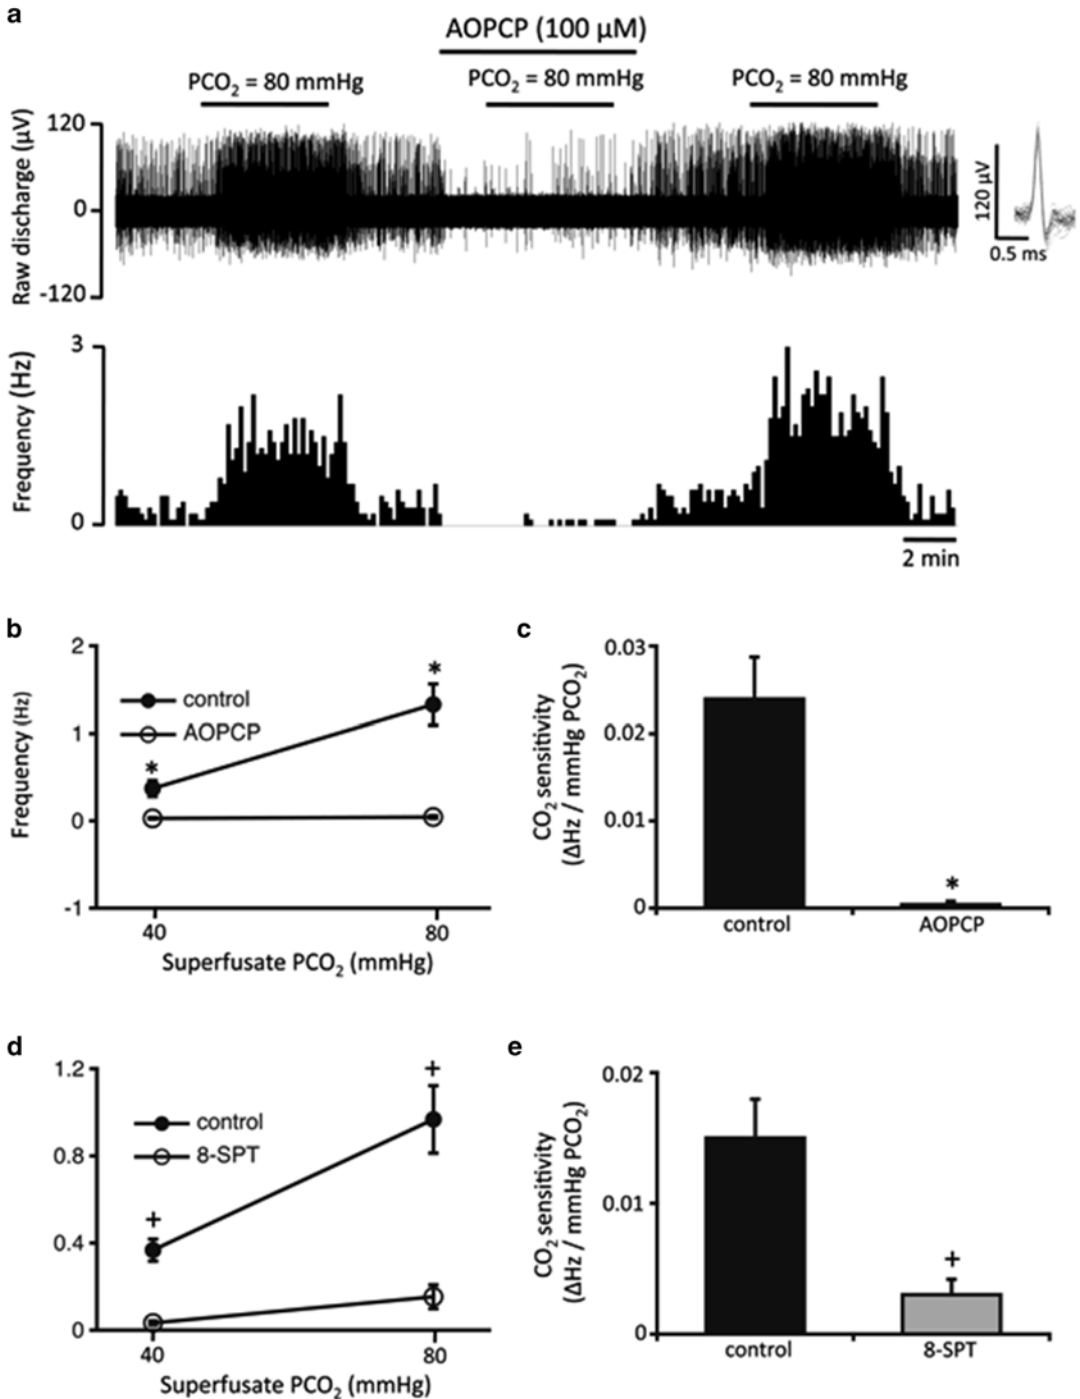 a
AOPCP (100 µM)
PCO₂ = 80 mmHg
PCO₂ = 80 mmHg
PCO₂ = 80 mmHg
Raw discharge (µV)
120
0
-120
120 µV
0.5 ms
Frequency (Hz)
3
0
2 min
b
Frequency (Hz)
2
1
0
-1
control
AOPCP
*
*
40
80
Superfusate PCO₂ (mmHg)
c
CO₂ sensitivity
(ΔHz / mmHg PCO₂)
0.03
0.02
0.01
0
*
control
AOPCP
d
1.2
0.8
0.4
0
control
8-SPT
+
+
40
80
Superfusate PCO₂ (mmHg)
e
CO₂ sensitivity
(ΔHz / mmHg PCO₂)
0.02
0.01
0
+
control
8-SPT